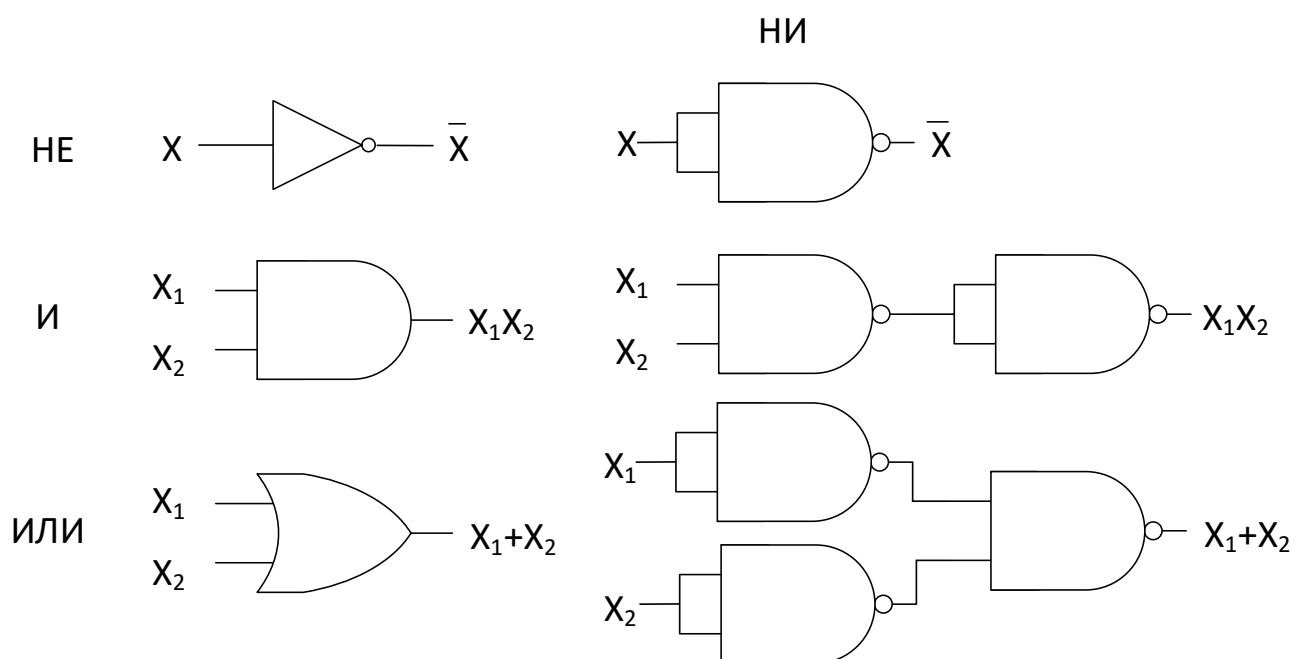 НИ
НЕ X X̅ X X̅
И X₁ X₂ X₁X₂ X₁ X₂ X₁X₂
ИЛИ X₁ X₂ X₁+X₂ X₁ X₂ X₁+X₂